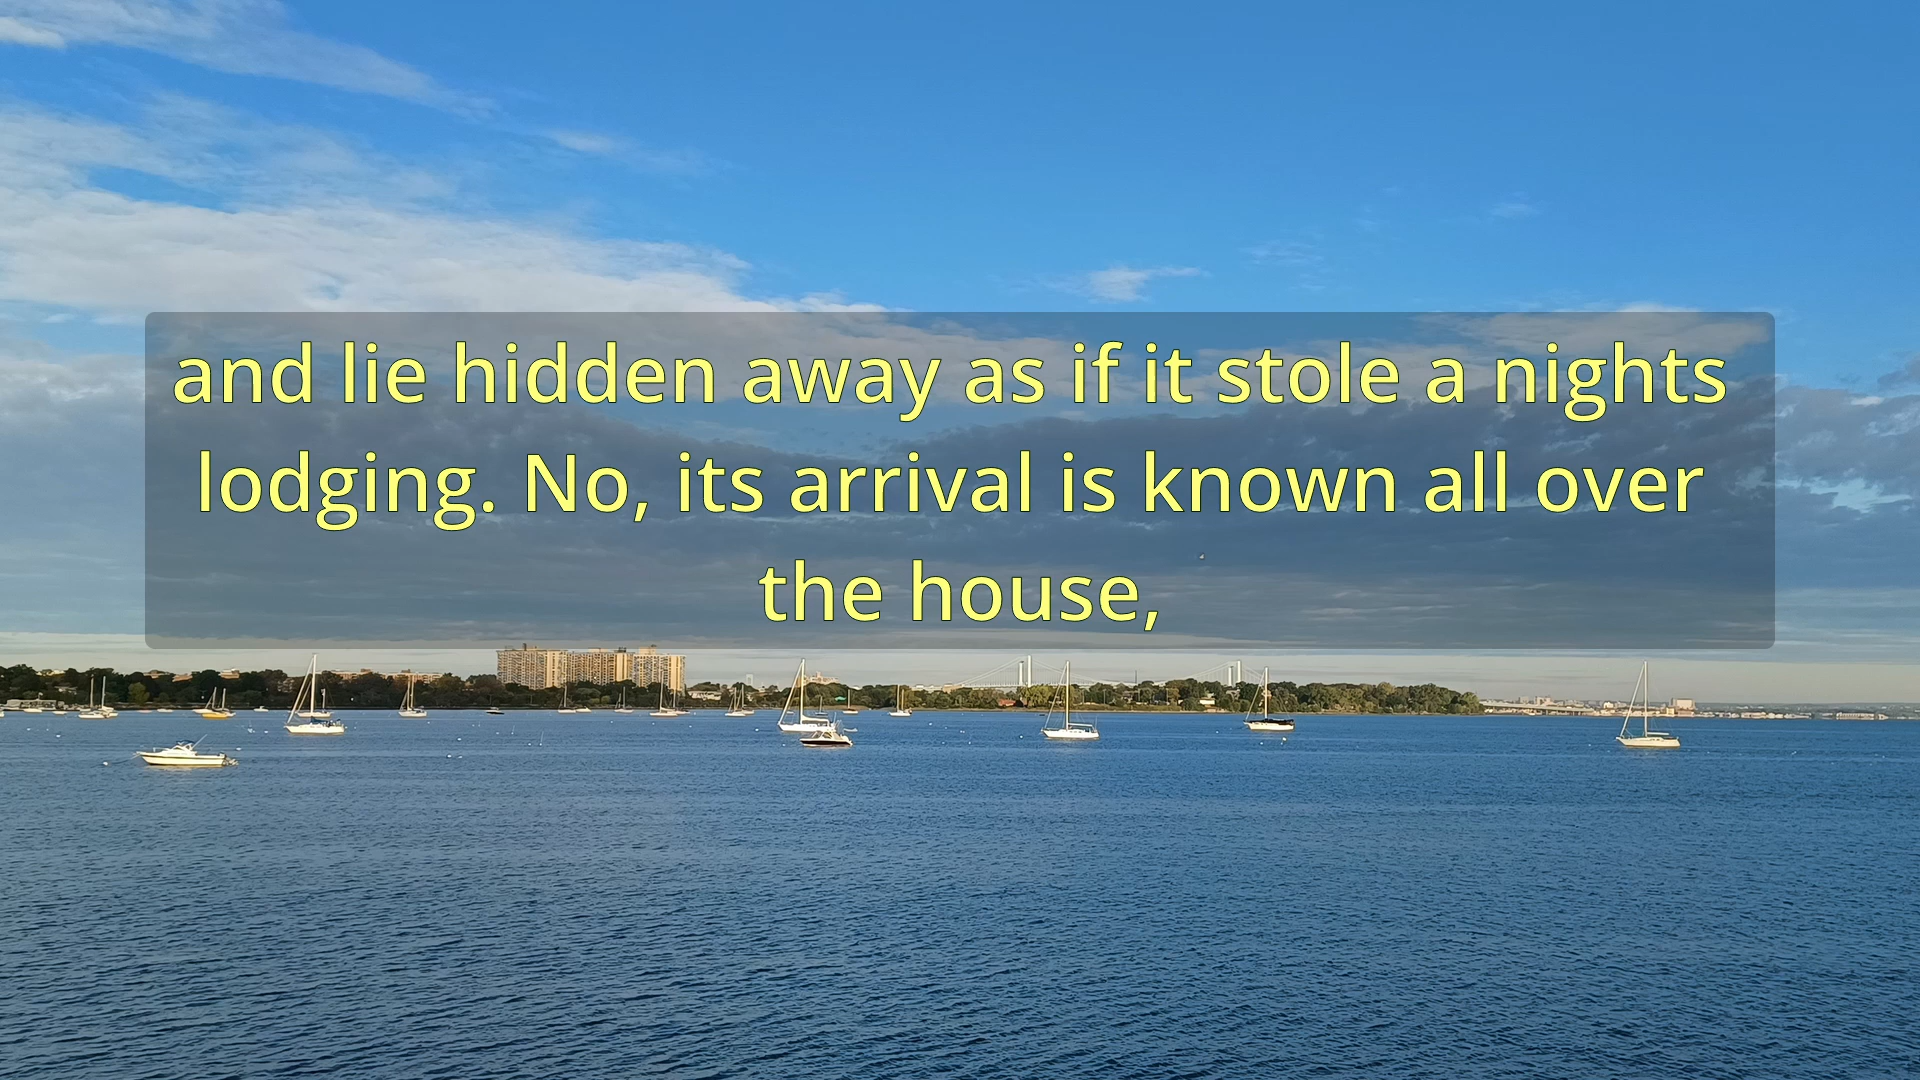 and lie hidden away as if it stole a nights
lodging. No, its arrival is known all over
the house,